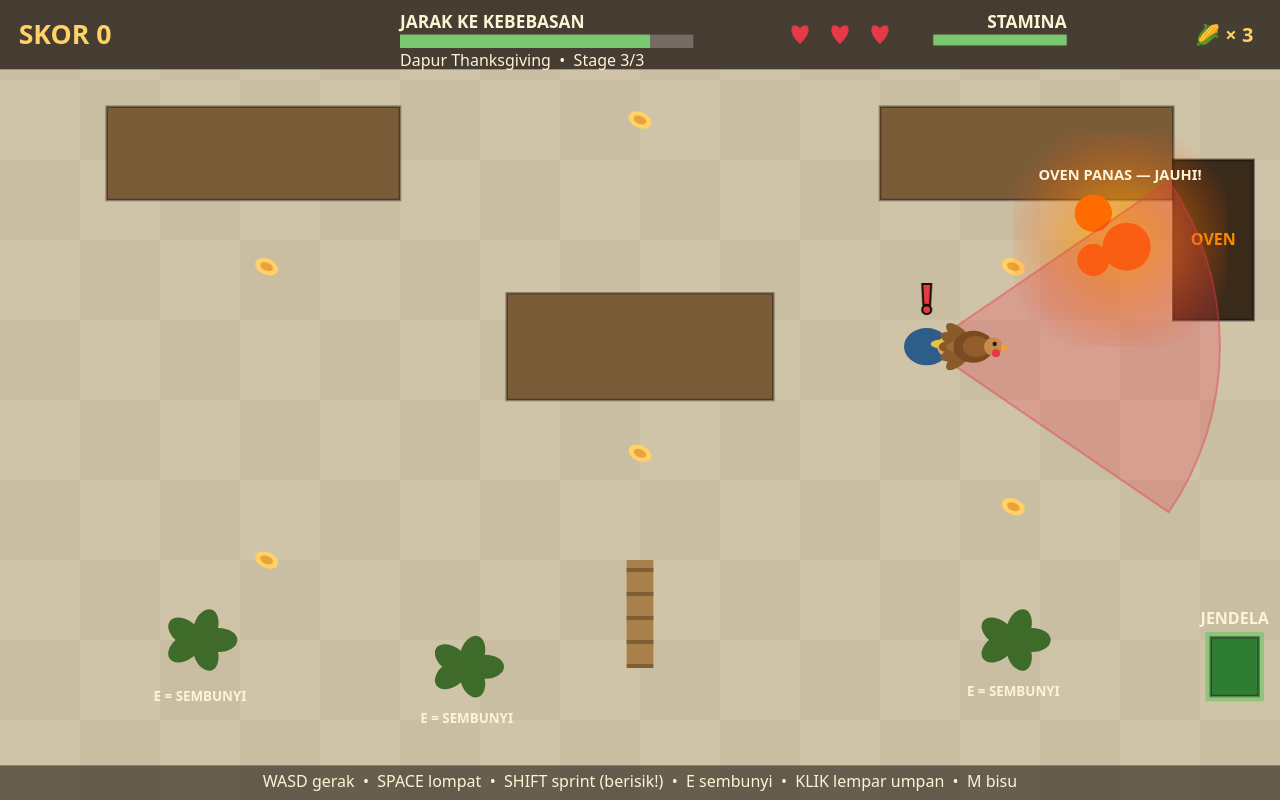 SKOR 0
JARAK KE KEBEBASAN
Dapur Thanksgiving • Stage 3/3
STAMINA
× 3
OVEN PANAS — JAUHI!
OVEN
!
JENDELA
E = SEMBUNYI
E = SEMBUNYI
E = SEMBUNYI
WASD gerak • SPACE lompat • SHIFT sprint (berisik!) • E sembunyi • KLIK lempar umpan • M bisu